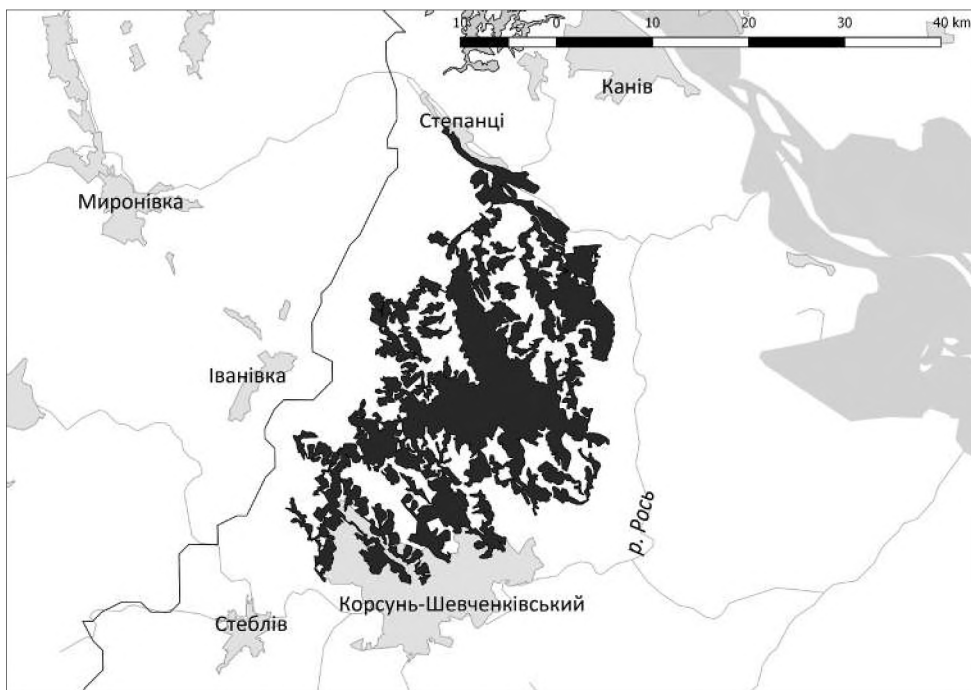 10 0 10 20 30 40 km
Канів
Степанці
Миронівка
Іванівка
р. Рось
Корсунь-Шевченківський
Стеблів